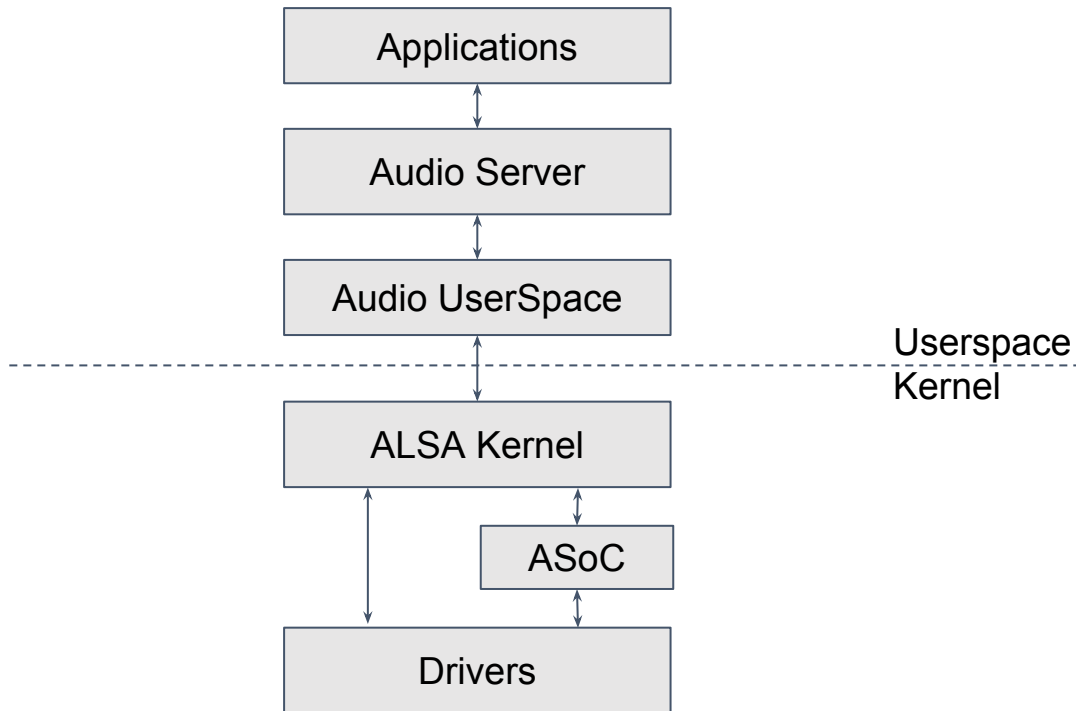 Applications
Audio Server
Audio UserSpace
Userspace
Kernel
ALSA Kernel
ASoC
Drivers